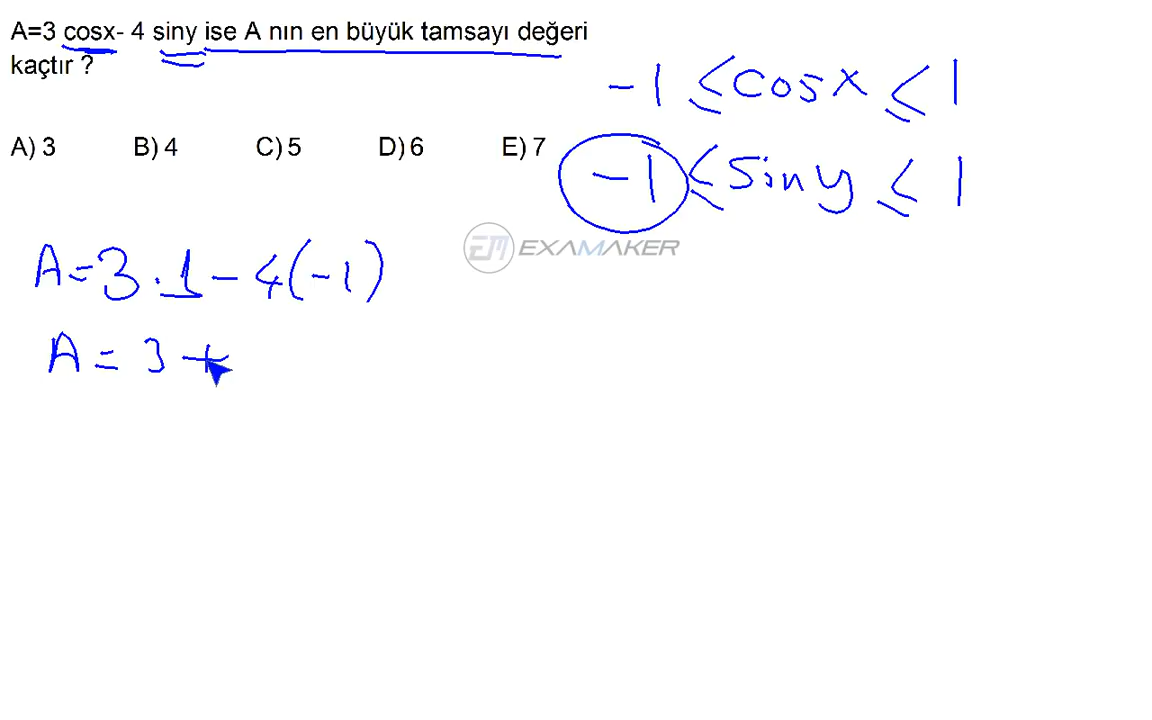 A=3 cosx- 4 siny ise A nın en büyük tamsayı değeri
kaçtır ?
-1 ≤ cosx ≤ 1
A) 3 B) 4 C) 5 D) 6 E) 7
-1 ≤ siny ≤ 1
EM EXAMAKER
A=3.1-4(-1)
A=3+